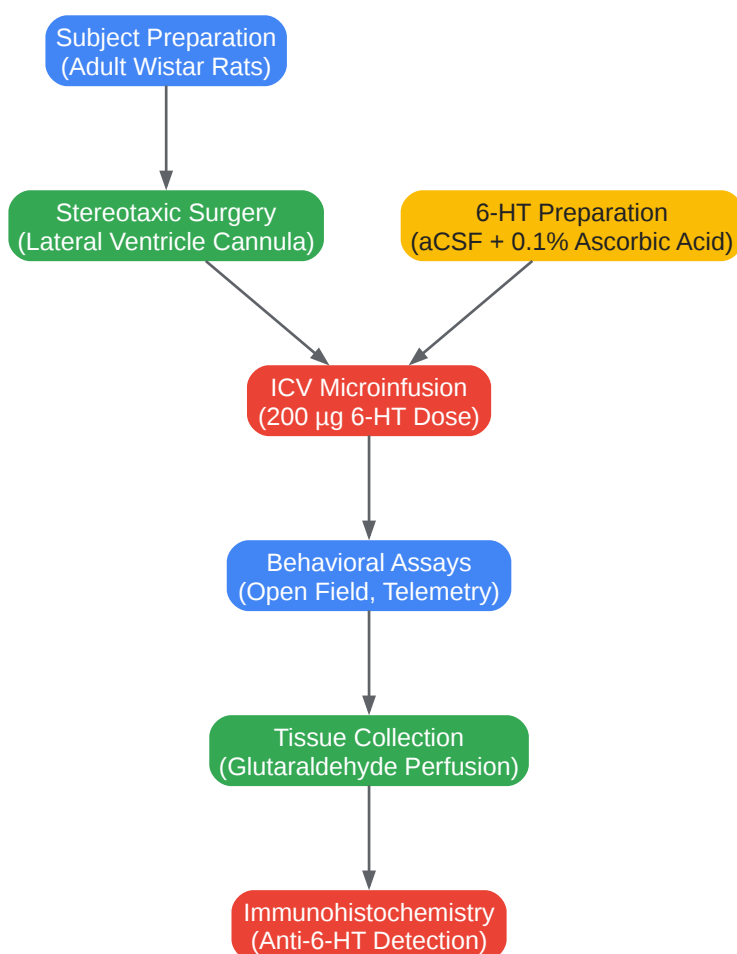 Subject Preparation
(Adult Wistar Rats)
Stereotaxic Surgery
(Lateral Ventricle Cannula)
6-HT Preparation
(aCSF + 0.1% Ascorbic Acid)
ICV Microinfusion
(200 µg 6-HT Dose)
Behavioral Assays
(Open Field, Telemetry)
Tissue Collection
(Glutaraldehyde Perfusion)
Immunohistochemistry
(Anti-6-HT Detection)